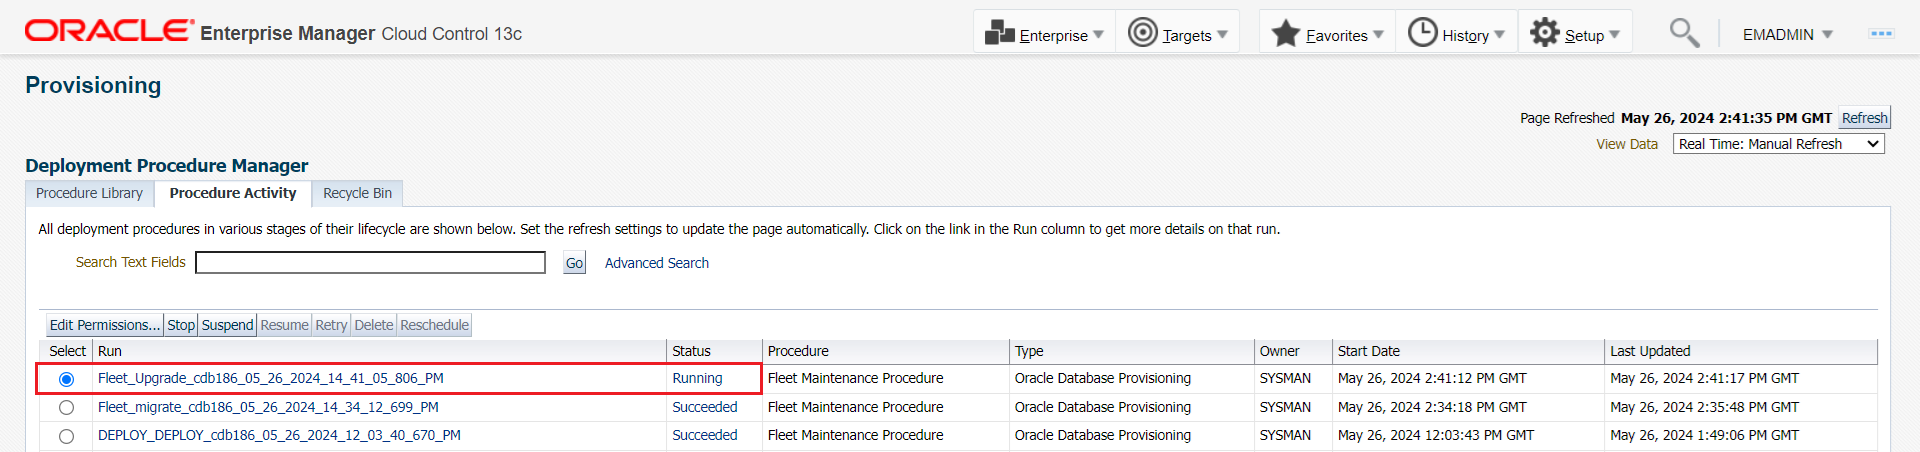 ORACLE Enterprise Manager Cloud Control 13c Enterprise Targets Favorites History Setup EMADMIN
Provisioning
Page Refreshed May 26, 2024 2:41:35 PM GMT Refresh
View Data Real Time: Manual Refresh
Deployment Procedure Manager
Procedure Library Procedure Activity Recycle Bin
All deployment procedures in various stages of their lifecycle are shown below. Set the refresh settings to update the page automatically. Click on the link in the Run column to get more details on that run.
Search Text Fields Go Advanced Search
Edit Permissions... Stop Suspend Resume Retry Delete Reschedule
Select Run Status Procedure Type Owner Start Date Last Updated
Fleet_Upgrade_cdb186_05_26_2024_14_41_05_806_PM Running Fleet Maintenance Procedure Oracle Database Provisioning SYSMAN May 26, 2024 2:41:12 PM GMT May 26, 2024 2:41:17 PM GMT
Fleet_migrate_cdb186_05_26_2024_14_34_12_699_PM Succeeded Fleet Maintenance Procedure Oracle Database Provisioning SYSMAN May 26, 2024 2:34:18 PM GMT May 26, 2024 2:35:48 PM GMT
DEPLOY_DEPLOY_cdb186_05_26_2024_12_03_40_670_PM Succeeded Fleet Maintenance Procedure Oracle Database Provisioning SYSMAN May 26, 2024 12:03:43 PM GMT May 26, 2024 1:49:06 PM GMT